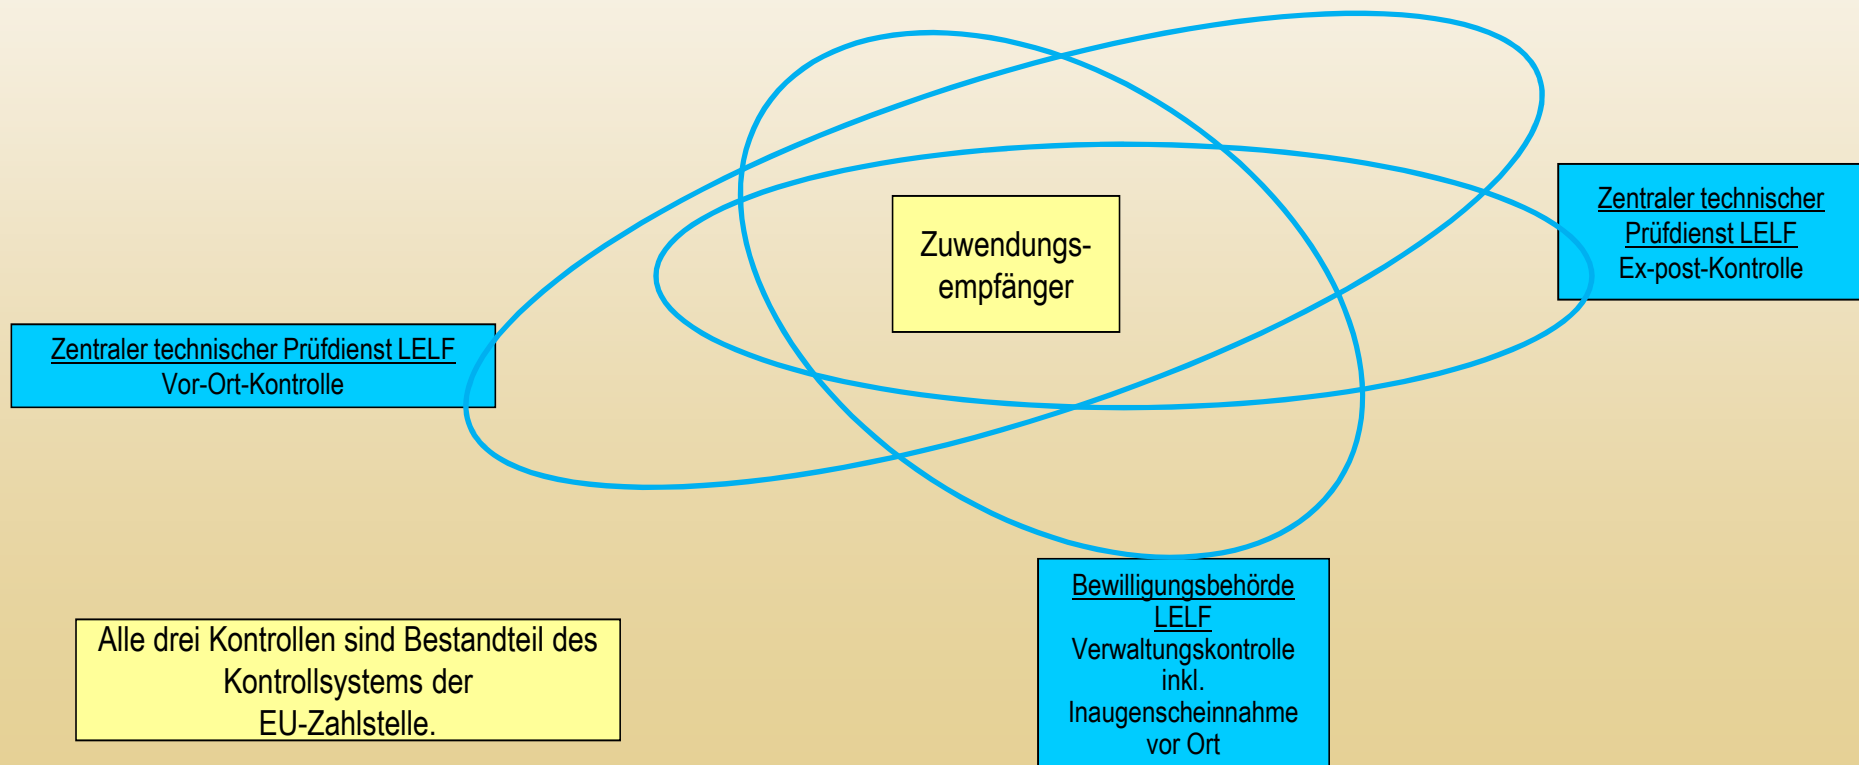 Zuwendungs-
empfänger
Zentraler technischer
Prüfdienst LELF
Ex-post-Kontrolle
Zentraler technischer Prüfdienst LELF
Vor-Ort-Kontrolle
Bewilligungsbehörde
LELF
Verwaltungskontrolle
inkl.
Inaugenscheinnahme
vor Ort
Alle drei Kontrollen sind Bestandteil des
Kontrollsystems der
EU-Zahlstelle.